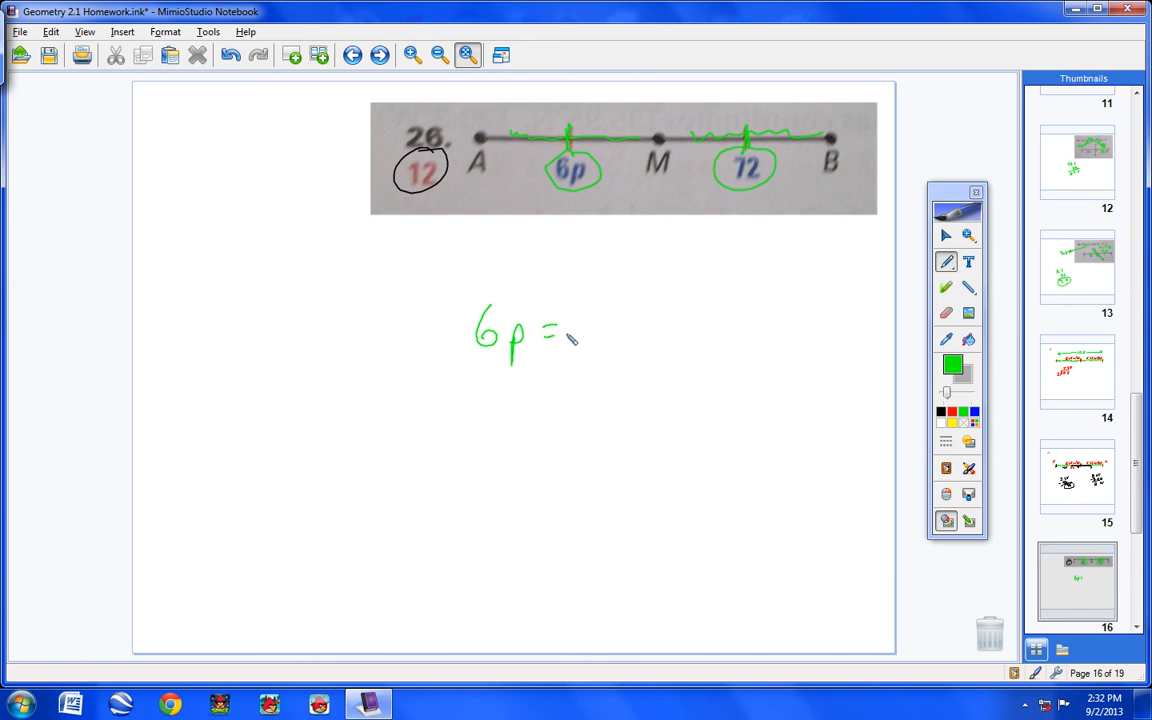 Geometry 2.1 Homework.ink* - MimioStudio Notebook
File Edit View Insert Format Tools Help
Thumbnails
11
12
13
14
15
16
26.
12 A 6p M 72 B
6p =
T
Page 16 of 19
2:32 PM
9/2/2013